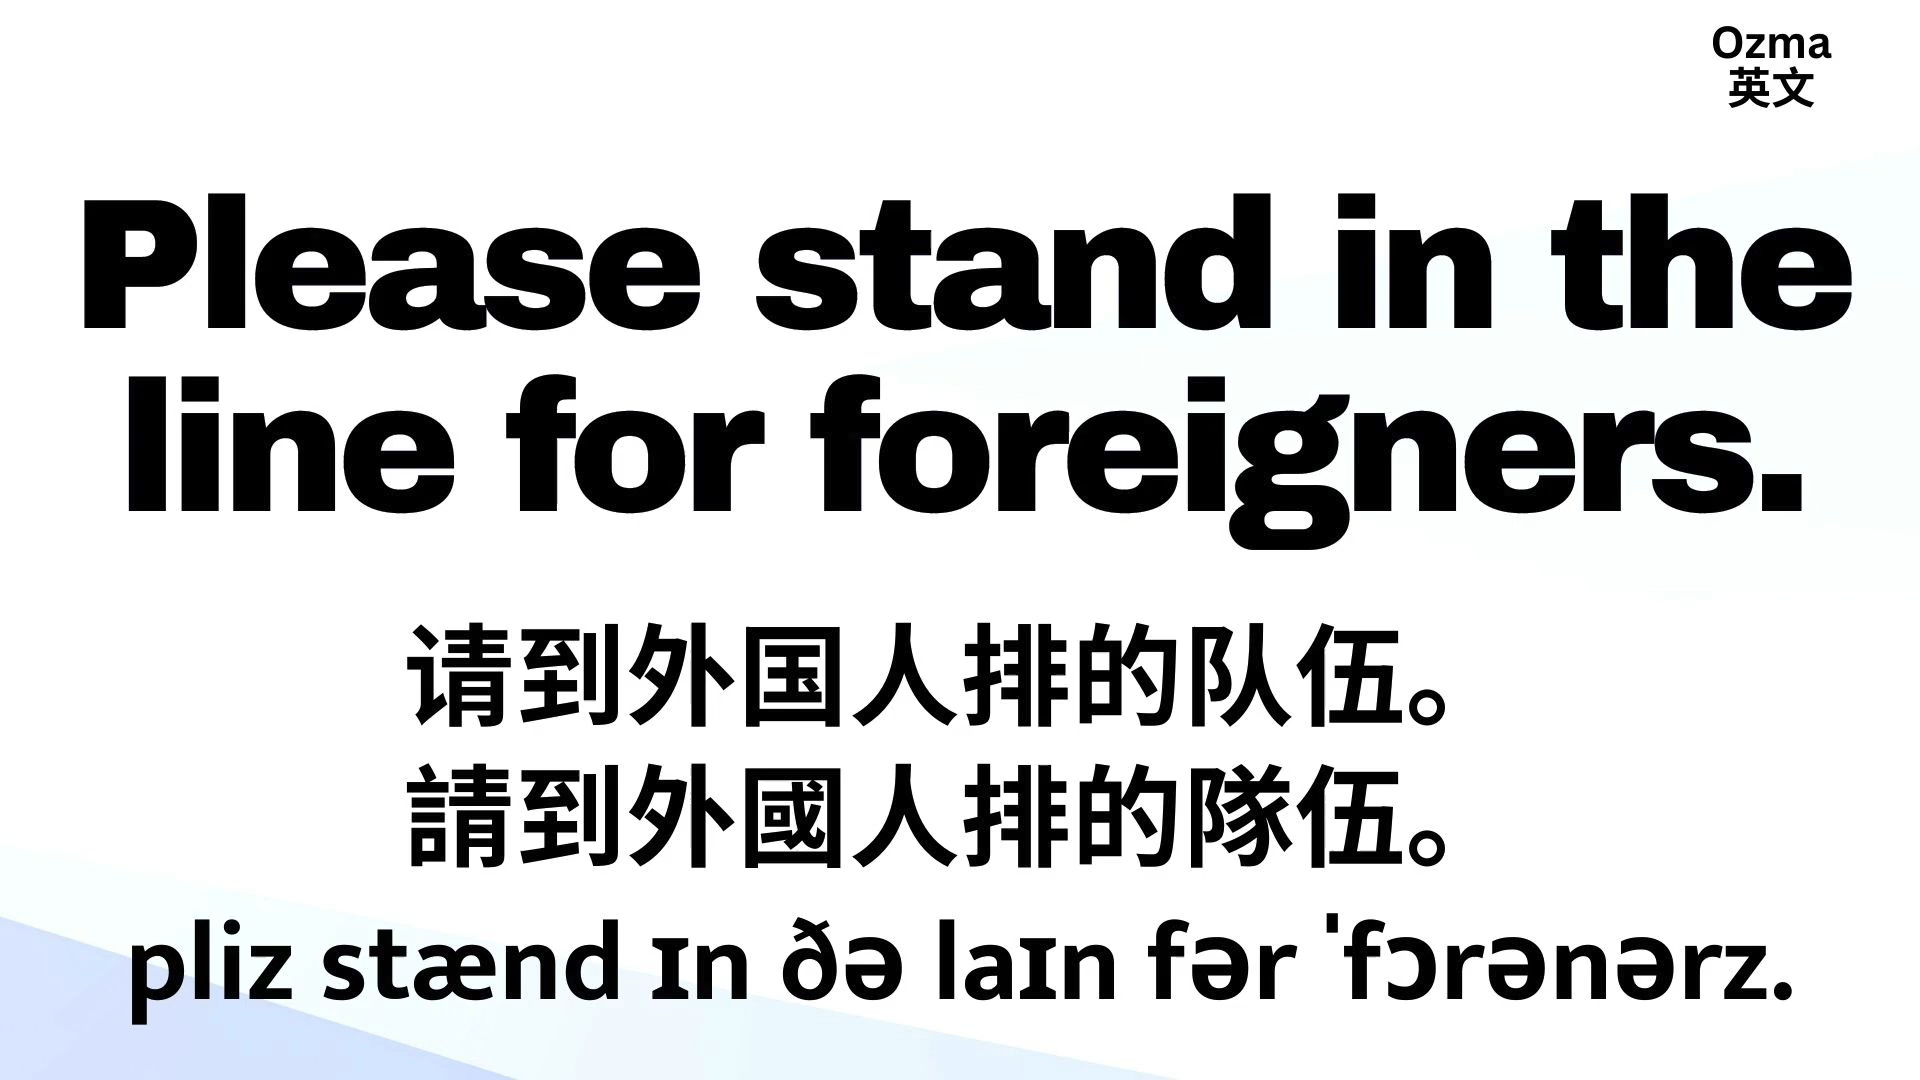 Ozma
英文
Please stand in the
line for foreigners.
请到外国人排的队伍。
請到外國人排的隊伍。
pliz stænd ɪn ðə laɪn fər ˈfɔrənərz.